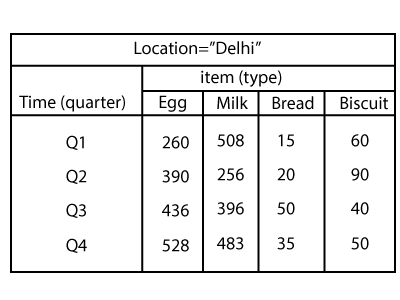 Location="Delhi"
item (type)
Time (quarter) Egg Milk Bread Biscuit
Q1 260 508 15 60
Q2 390 256 20 90
Q3 436 396 50 40
Q4 528 483 35 50